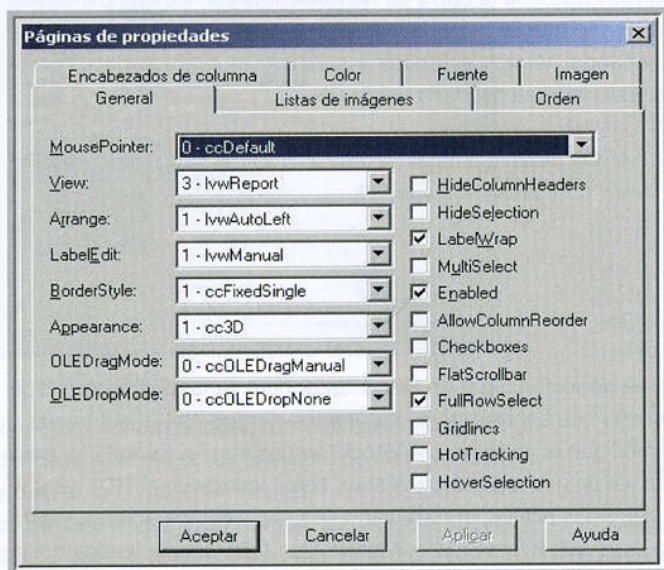 Páginas de propiedades
Encabezados de columna Color Fuente Imagen
General Listas de imágenes Orden
MousePointer: 0 - ccDefault
View: 3 - lvwReport
Arrange: 1 - lvwAutoLeft
LabelEdit: 1 - lvwManual
BorderStyle: 1 - ccFixedSingle
Appearance: 1 - cc3D
OLEDragMode: 0 - ccOLEDragManual
OLEDropMode: 0 - ccOLEDropNone
HideColumnHeaders
HideSelection
LabelWrap
MultiSelect
Enabled
AllowColumnReorder
Checkboxes
FlatScrollbar
FullRowSelect
Gridlines
HotTracking
HoverSelection
Aceptar Cancelar Aplicar Ayuda